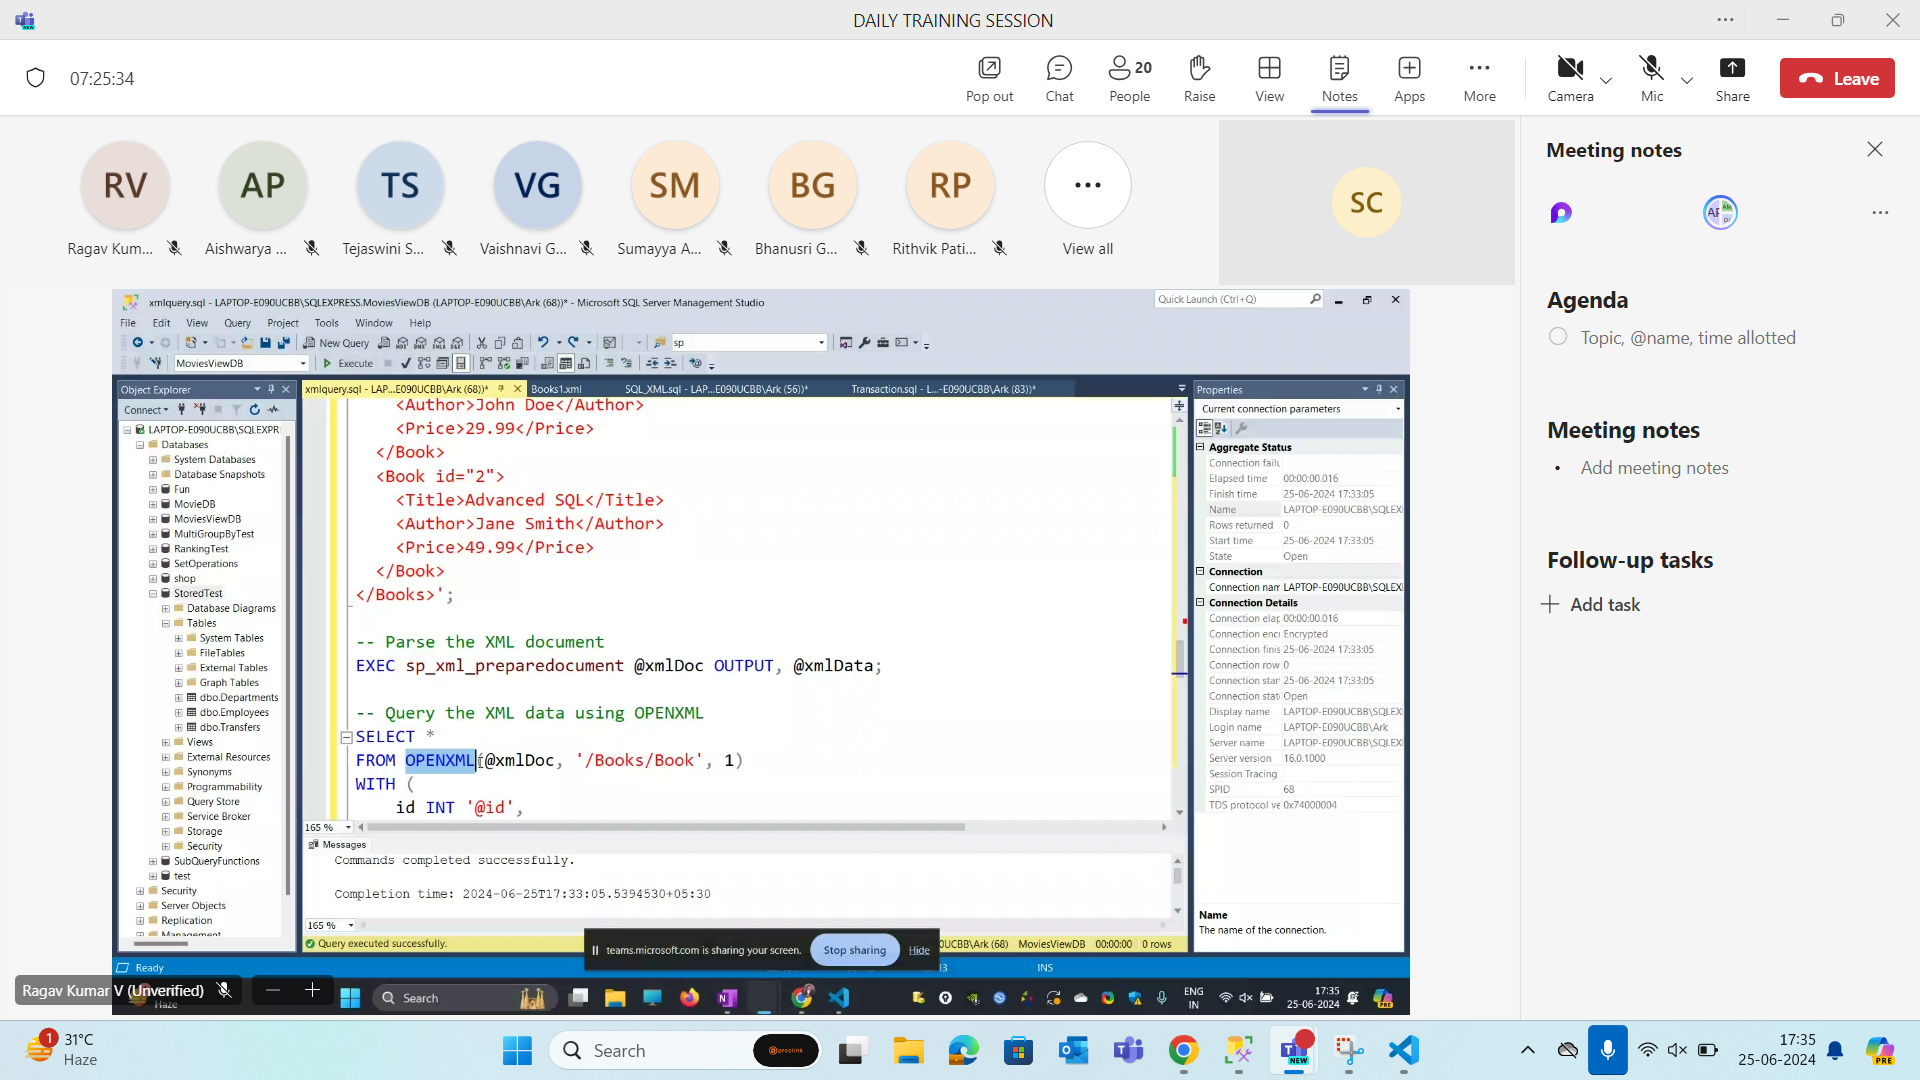 DAILY TRAINING SESSION
07:25:34
Pop out
Chat
20
People
Raise
View
Notes
Apps
More
Camera
Mic
Share
Leave
RV
AP
TS
VG
SM
BG
RP
SC
Ragav Kum...
Aishwarya ...
Tejaswini S...
Vaishnavi G...
Sumayya A...
Bhanusri G...
Rithvik Pati...
View all
Meeting notes
Agenda
Topic, @name, time allotted
Meeting notes
Add meeting notes
Follow-up tasks
Add task
xmlquery.sql - LAPTOP-E090UCBB\SQLEXPRESS.MoviesViewDB (LAPTOP-E090UCBB\Ark (68))* - Microsoft SQL Server Management Studio
Quick Launch (Ctrl+Q)
File Edit View Query Project Tools Window Help
New Query
sp
MoviesViewDB
Execute
Object Explorer
Connect
LAPTOP-E090UCBB\SQLEXPR
Databases
System Databases
Database Snapshots
Fun
MovieDB
MoviesViewDB
MultiGroupByTest
RankingTest
SetOperations
shop
StoredTest
Database Diagrams
Tables
System Tables
FileTables
External Tables
Graph Tables
dbo.Departments
dbo.Employees
dbo.Transfers
Views
External Resources
Synonyms
Programmability
Query Store
Service Broker
Storage
Security
SubQueryFunctions
test
Security
Server Objects
Replication
Management
xmlquery.sql - LAP...E090UCBB\Ark (68))*
Books1.xml
SQL_XML.sql - LAP...E090UCBB\Ark (56))*
Transaction.sql - L...-E090UCBB\Ark (83))*
<Author>John Doe</Author>
<Price>29.99</Price>
</Book>
<Book id="2">
<Title>Advanced SQL</Title>
<Author>Jane Smith</Author>
<Price>49.99</Price>
</Book>
</Books>';
-- Parse the XML document
EXEC sp_xml_preparedocument @xmlDoc OUTPUT, @xmlData;
-- Query the XML data using OPENXML
SELECT *
FROM OPENXML(@xmlDoc, '/Books/Book', 1)
WITH (
id INT '@id',
165 %
Messages
Commands completed successfully.
Completion time: 2024-06-25T17:33:05.5394530+05:30
165 %
Query executed successfully.
UCBB\Ark (68) MoviesViewDB 00:00:00 0 rows
Properties
Current connection parameters
Aggregate Status
Connection failu
Elapsed time 00:00:00.016
Finish time 25-06-2024 17:33:05
Name LAPTOP-E090UCBB\SQLEX
Rows returned 0
Start time 25-06-2024 17:33:05
State Open
Connection
Connection nam LAPTOP-E090UCBB\SQLEX
Connection Details
Connection elap 00:00:00.016
Connection encr Encrypted
Connection finis 25-06-2024 17:33:05
Connection row 0
Connection star 25-06-2024 17:33:05
Connection stat Open
Display name LAPTOP-E090UCBB\SQLEX
Login name LAPTOP-E090UCBB\Ark
Server name LAPTOP-E090UCBB\SQLEX
Server version 16.0.1000
Session Tracing
SPID 68
TDS protocol ve 0x74000004
Name
The name of the connection.
teams.microsoft.com is sharing your screen.
Stop sharing
Hide
Ready
INS
Ragav Kumar V (Unverified)
Haze
Search
ENG
IN
17:35
25-06-2024
1
31°C
Haze
Search
proclink
NEW
17:35
25-06-2024
PRE